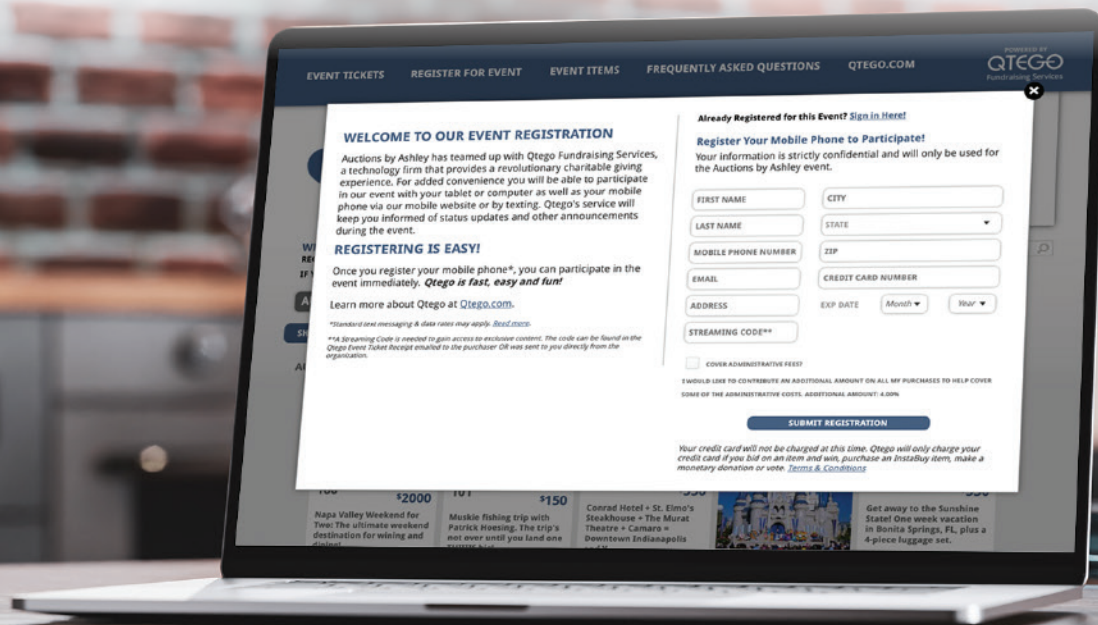 EVENT TICKETS
REGISTER FOR EVENT
EVENT ITEMS
FREQUENTLY ASKED QUESTIONS
QTEGO.COM
POWERED BY
QTEGO
Fundraising Services
WELCOME TO OUR EVENT REGISTRATION
Auctions by Ashley has teamed up with Qtego Fundraising Services,
a technology firm that provides a revolutionary charitable giving
experience. For added convenience you will be able to participate
in our event with your tablet or computer as well as your mobile
phone via our mobile website or by texting. Qtego's service will
keep you informed of status updates and other announcements
during the event.
REGISTERING IS EASY!
Once you register your mobile phone*, you can participate in the
event immediately. Qtego is fast, easy and fun!
Learn more about Qtego at Qtego.com.
*Standard text messaging & data rates may apply. Read more.
**A Streaming Code is needed to gain access to exclusive content. The code can be found in the
Qtego Event Ticket Receipt emailed to the purchaser OR was sent to you directly from the
organization.
Already Registered for this Event? Sign in Here!
Register Your Mobile Phone to Participate!
Your information is strictly confidential and will only be used for
the Auctions by Ashley event.
FIRST NAME
CITY
LAST NAME
STATE
MOBILE PHONE NUMBER
ZIP
EMAIL
CREDIT CARD NUMBER
ADDRESS
EXP DATE
Month
Year
STREAMING CODE**
COVER ADMINISTRATIVE FEES?
I WOULD LIKE TO CONTRIBUTE AN ADDITIONAL AMOUNT ON ALL MY PURCHASES TO HELP COVER
SOME OF THE ADMINISTRATIVE COSTS. ADDITIONAL AMOUNT: 4.00%
SUBMIT REGISTRATION
Your credit card will not be charged at this time. Qtego will only charge your
credit card if you bid on an item and win, purchase an InstaBuy item, make a
monetary donation or vote. Terms & Conditions
$2000
Napa Valley Weekend for
Two: The ultimate weekend
destination for wining and
dining!
101
$150
Muskie fishing trip with
Patrick Hoesing. The trip's
not over until you land one
Conrad Hotel + St. Elmo's
Steakhouse + The Murat
Theatre + Camaro =
Downtown Indianapolis
Get away to the Sunshine
State! One week vacation
in Bonita Springs, FL, plus a
4-piece luggage set.